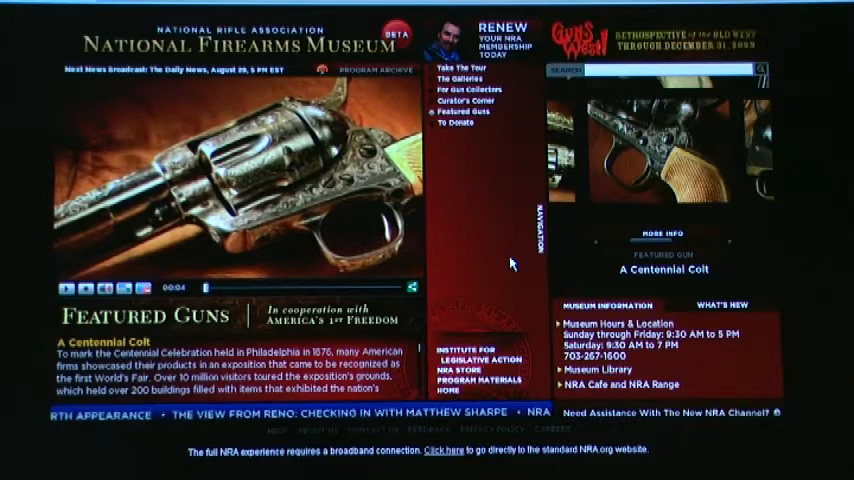 NATIONAL RIFLE ASSOCIATION
NATIONAL FIREARMS MUSEUM
BETA
RENEW
YOUR NRA
MEMBERSHIP
TODAY
GUNS
West!
RETROSPECTIVE of the OLD WEST
THROUGH DECEMBER 31,
Next News Broadcast: The Daily News, August 28, 5 PM EST
PROGRAM ARCHIVE
Take The Tour
The Galleries
For Gun Collectors
Curator's Corner
Featured Guns
To Donate
SEARCH
NAVIGATION
MORE INFO
FEATURED GUN
A Centennial Colt
00:04
FEATURED GUNS
In cooperation with
AMERICA'S 1ST FREEDOM
A Centennial Colt
To mark the Centennial Celebration held in Philadelphia in 1876, many American
firms showcased their products in an exposition that came to be recognized as
the first World's Fair. Over 10 million visitors toured the exposition's grounds,
which held over 200 buildings filled with items that exhibited the nation's
INSTITUTE FOR
LEGISLATIVE ACTION
NRA STORE
PROGRAM MATERIALS
HOME
MUSEUM INFORMATION
WHAT'S NEW
Museum Hours & Location
Sunday through Friday: 9:30 AM to 5 PM
Saturday: 9:30 AM to 7 PM
703-267-1600
Museum Library
NRA Cafe and NRA Range
RTH APPEARANCE • THE VIEW FROM RENO: CHECKING IN WITH MATTHEW SHARPE • NRA
Need Assistance With The New NRA Channel?
HELP ABOUT US CONTACT US FEEDBACK PRIVACY POLICY CAREERS
The full NRA experience requires a broadband connection. Click here to go directly to the standard NRA.org website.